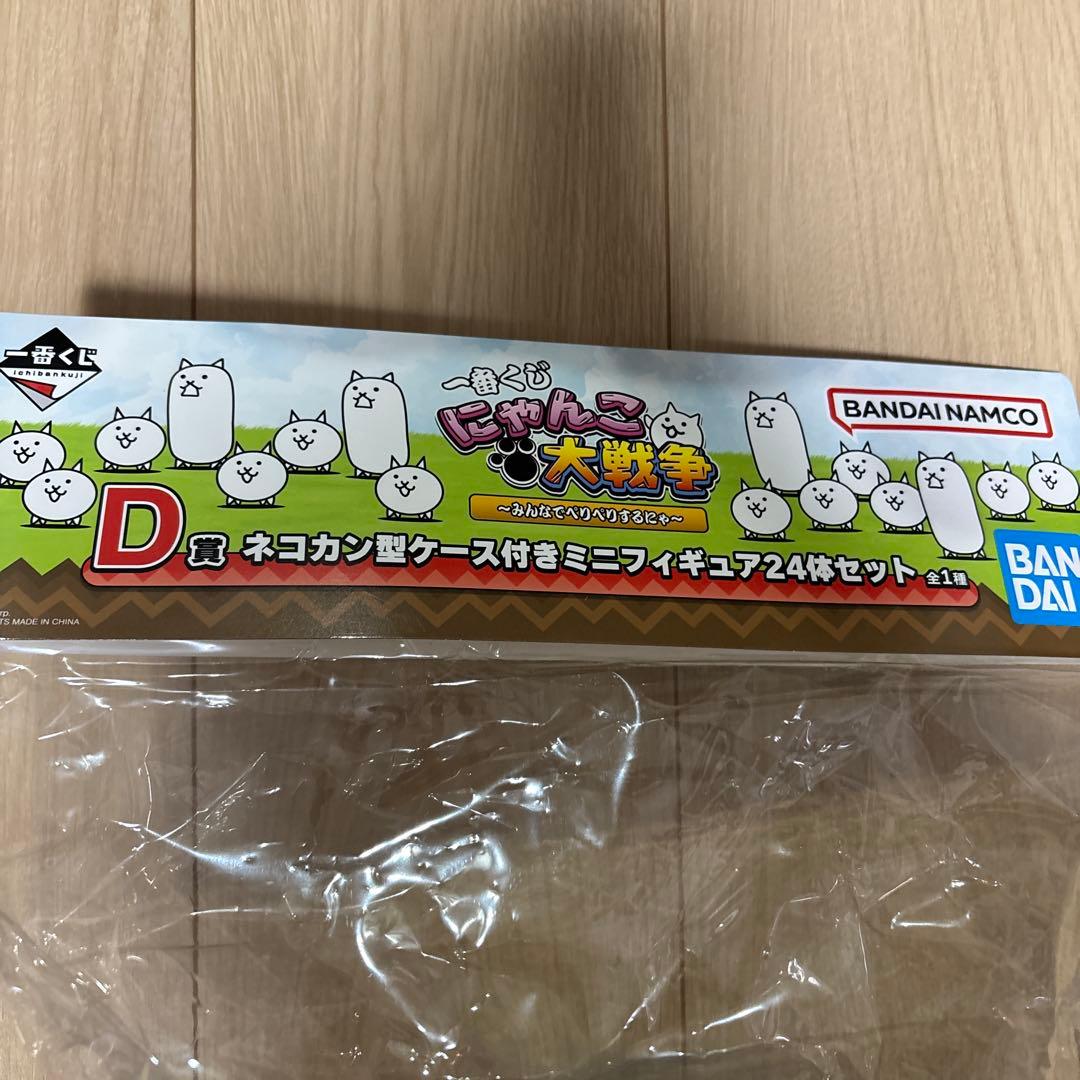 一番くじ
ichibankuji
一番くじ
にゃんこ
大戦争
～みんなでぺりぺりするにゃ～
BANDAI NAMCO
D賞 ネコカン型ケース付きミニフィギュア24体セット 全1種
BAN
DAI
MADE IN CHINA